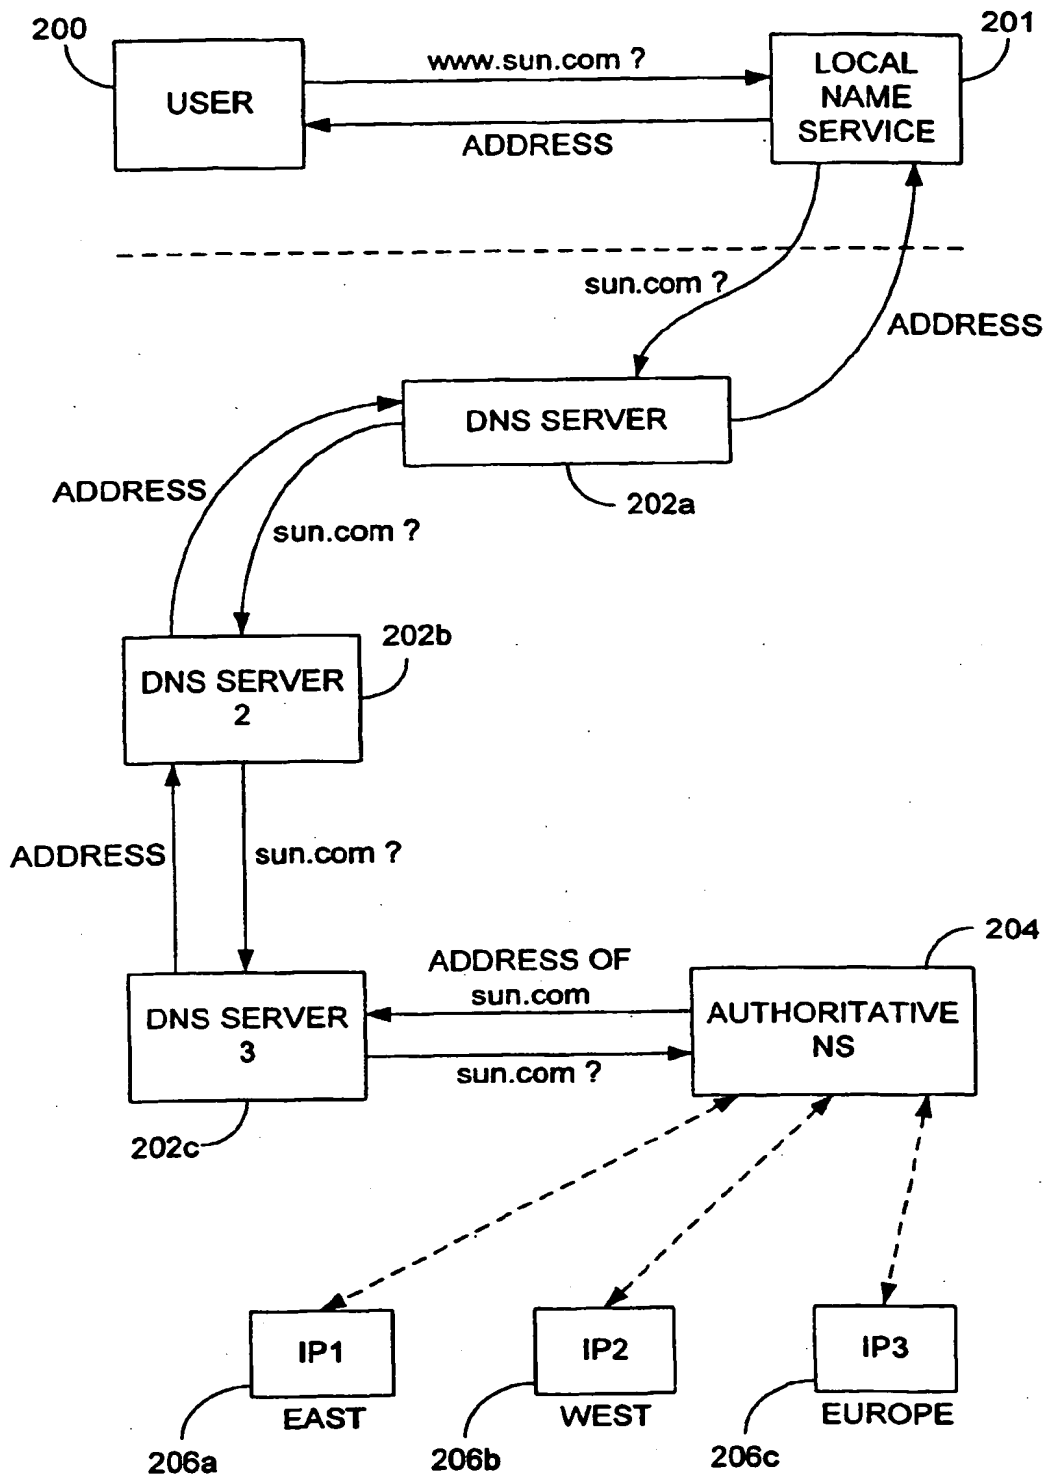 200
201
www.sun.com ?
USER
LOCAL
NAME
SERVICE
ADDRESS
sun.com ?
ADDRESS
DNS SERVER
202a
ADDRESS
sun.com ?
202b
DNS SERVER
2
ADDRESS
sun.com ?
204
ADDRESS OF
sun.com
DNS SERVER
3
AUTHORITATIVE
NS
sun.com ?
202c
IP1
IP2
IP3
EAST
WEST
EUROPE
206a
206b
206c